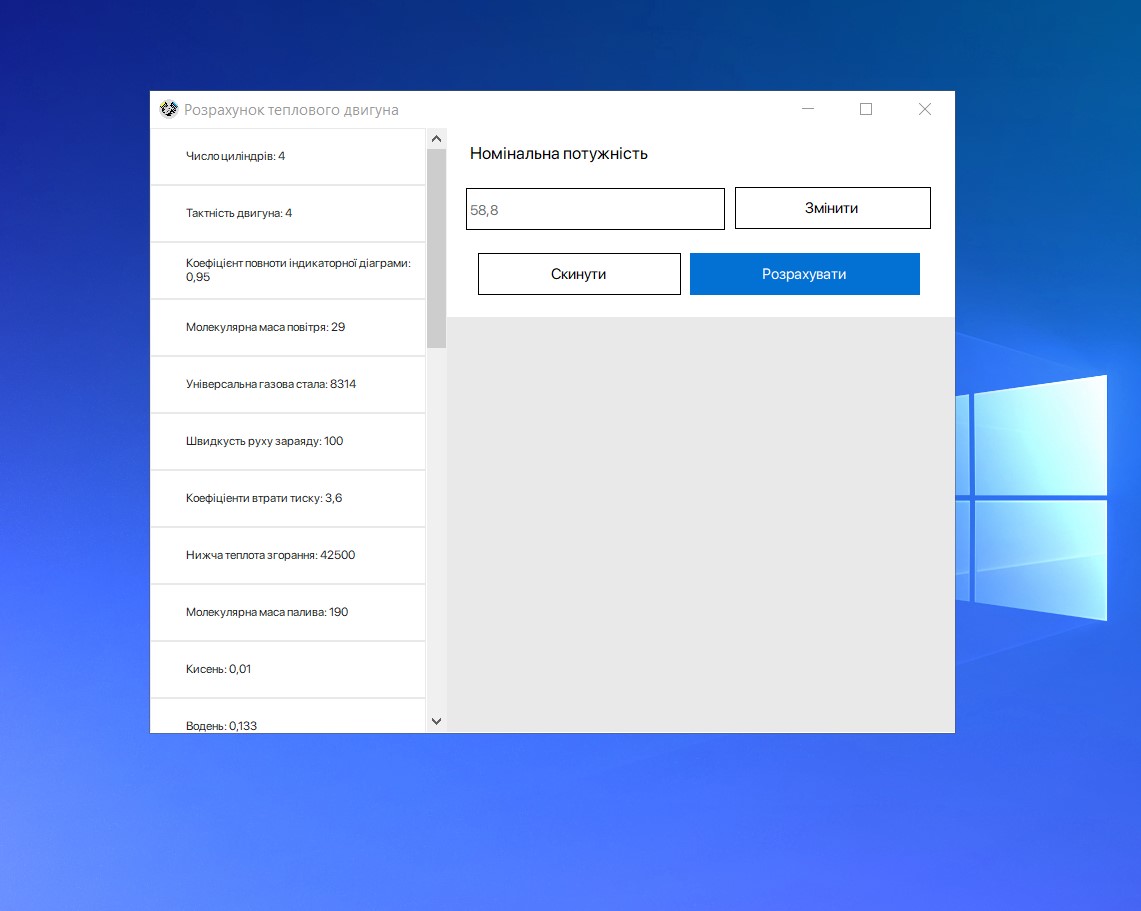 Розрахунок теплового двигуна
Число циліндрів: 4
Тактність двигуна: 4
Коефіцієнт повноти індикаторної діаграми:
0,95
Молекулярна маса повітря: 29
Універсальна газова стала: 8314
Швидкусть руху зараяду: 100
Коефіціенти втрати тиску: 3,6
Нижча теплота згорання: 42500
Молекулярна маса палива: 190
Кисень: 0,01
Водень: 0,133
Номінальна потужність
58,8
Змінити
Скинути
Розрахувати